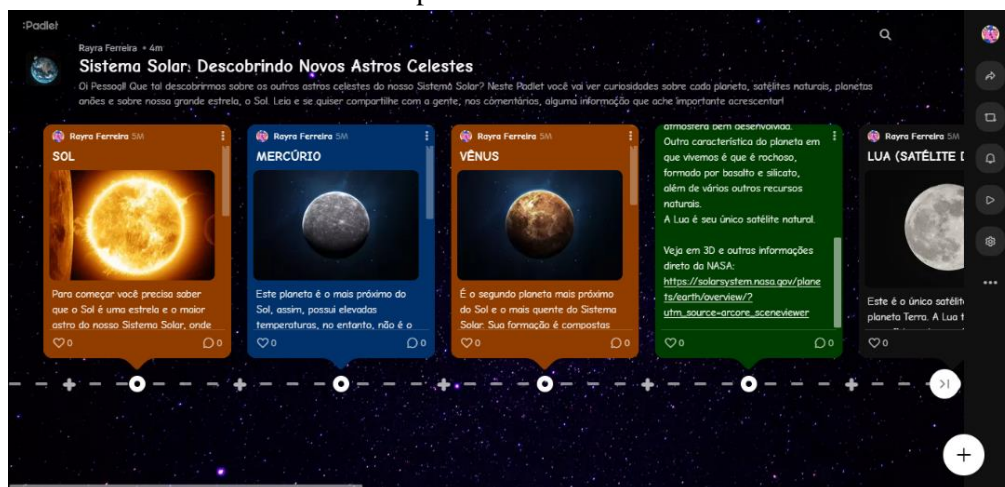 :Padlet
Rayra Ferreira • 4m
Sistema Solar: Descobrindo Novos Astros Celestes
Oi Pessoal! Que tal descobrirmos sobre os outros astros celestes do nosso Sistema Solar? Neste Padlet você vai ver curiosidades sobre cada planeta, satélites naturais, planetas
anões e sobre nossa grande estrela, o Sol. Leia e se quiser compartilhe com a gente, nos comentários, alguma informação que ache importante acrescentar!
Rayra Ferreira 5M
SOL
Para começar você precisa saber
que o Sol é uma estrela e o maior
astro do nosso Sistema Solar, onde
0
0
Rayra Ferreira 5M
MERCÚRIO
Este planeta é o mais próximo do
Sol, assim, possui elevadas
temperaturas, no entanto, não é o
0
0
Rayra Ferreira 5M
VÊNUS
É o segundo planeta mais próximo
do Sol e o mais quente do Sistema
Solar. Sua formação é compostas
0
0
atmosfera bem desenvolvida.
Outra característica do planeta em
que vivemos é que é rochoso,
formado por basalto e silicato,
além de vários outros recursos
naturais.
A Lua é seu único satélite natural.
Veja em 3D e outras informações
direto da NASA:
https://solarsystem.nasa.gov/plane
ts/earth/overview/?
utm_source=arcore_sceneviewer
0
0
Rayra Ferreira 5M
LUA (SATÉLITE
Este é o único satélit
planeta Terra. A Lua
0